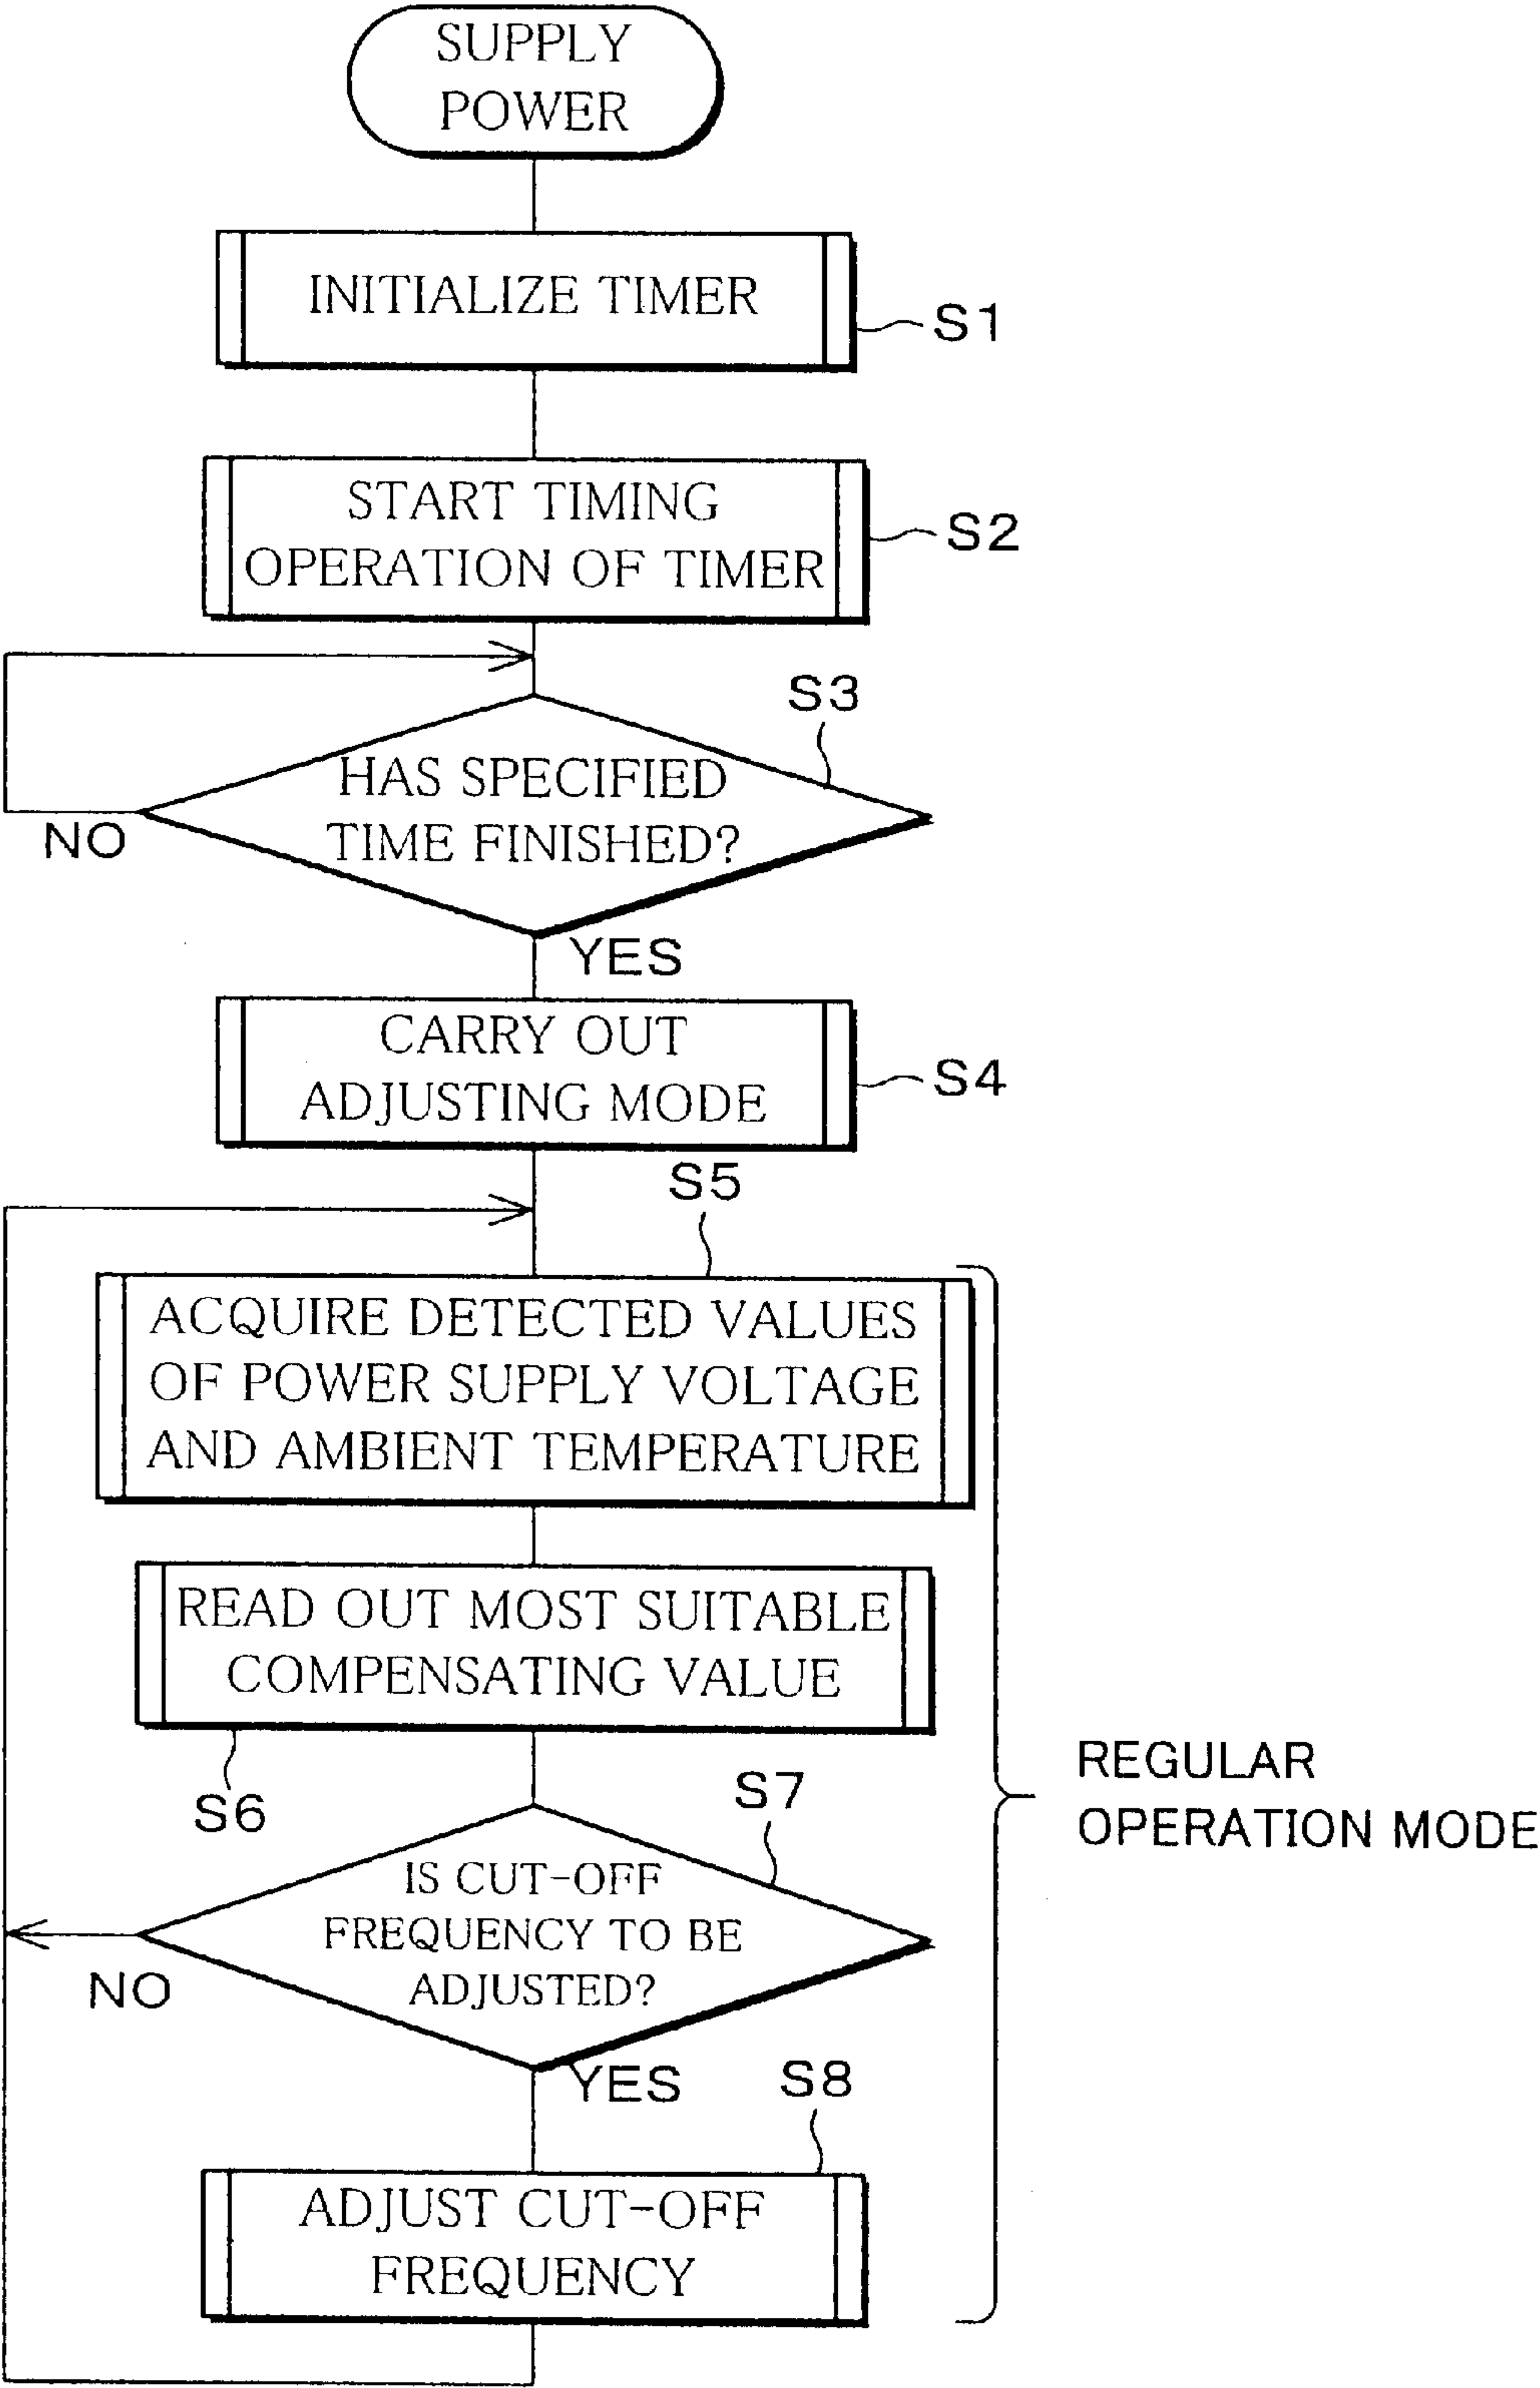 SUPPLY
POWER
INITIALIZE TIMER
S1
START TIMING
OPERATION OF TIMER
S2
S3
HAS SPECIFIED
TIME FINISHED?
NO
YES
CARRY OUT
ADJUSTING MODE
S4
S5
ACQUIRE DETECTED VALUES
OF POWER SUPPLY VOLTAGE
AND AMBIENT TEMPERATURE
READ OUT MOST SUITABLE
COMPENSATING VALUE
S6
S7
IS CUT-OFF
FREQUENCY TO BE
ADJUSTED?
NO
YES
S8
ADJUST CUT-OFF
FREQUENCY
REGULAR
OPERATION MODE